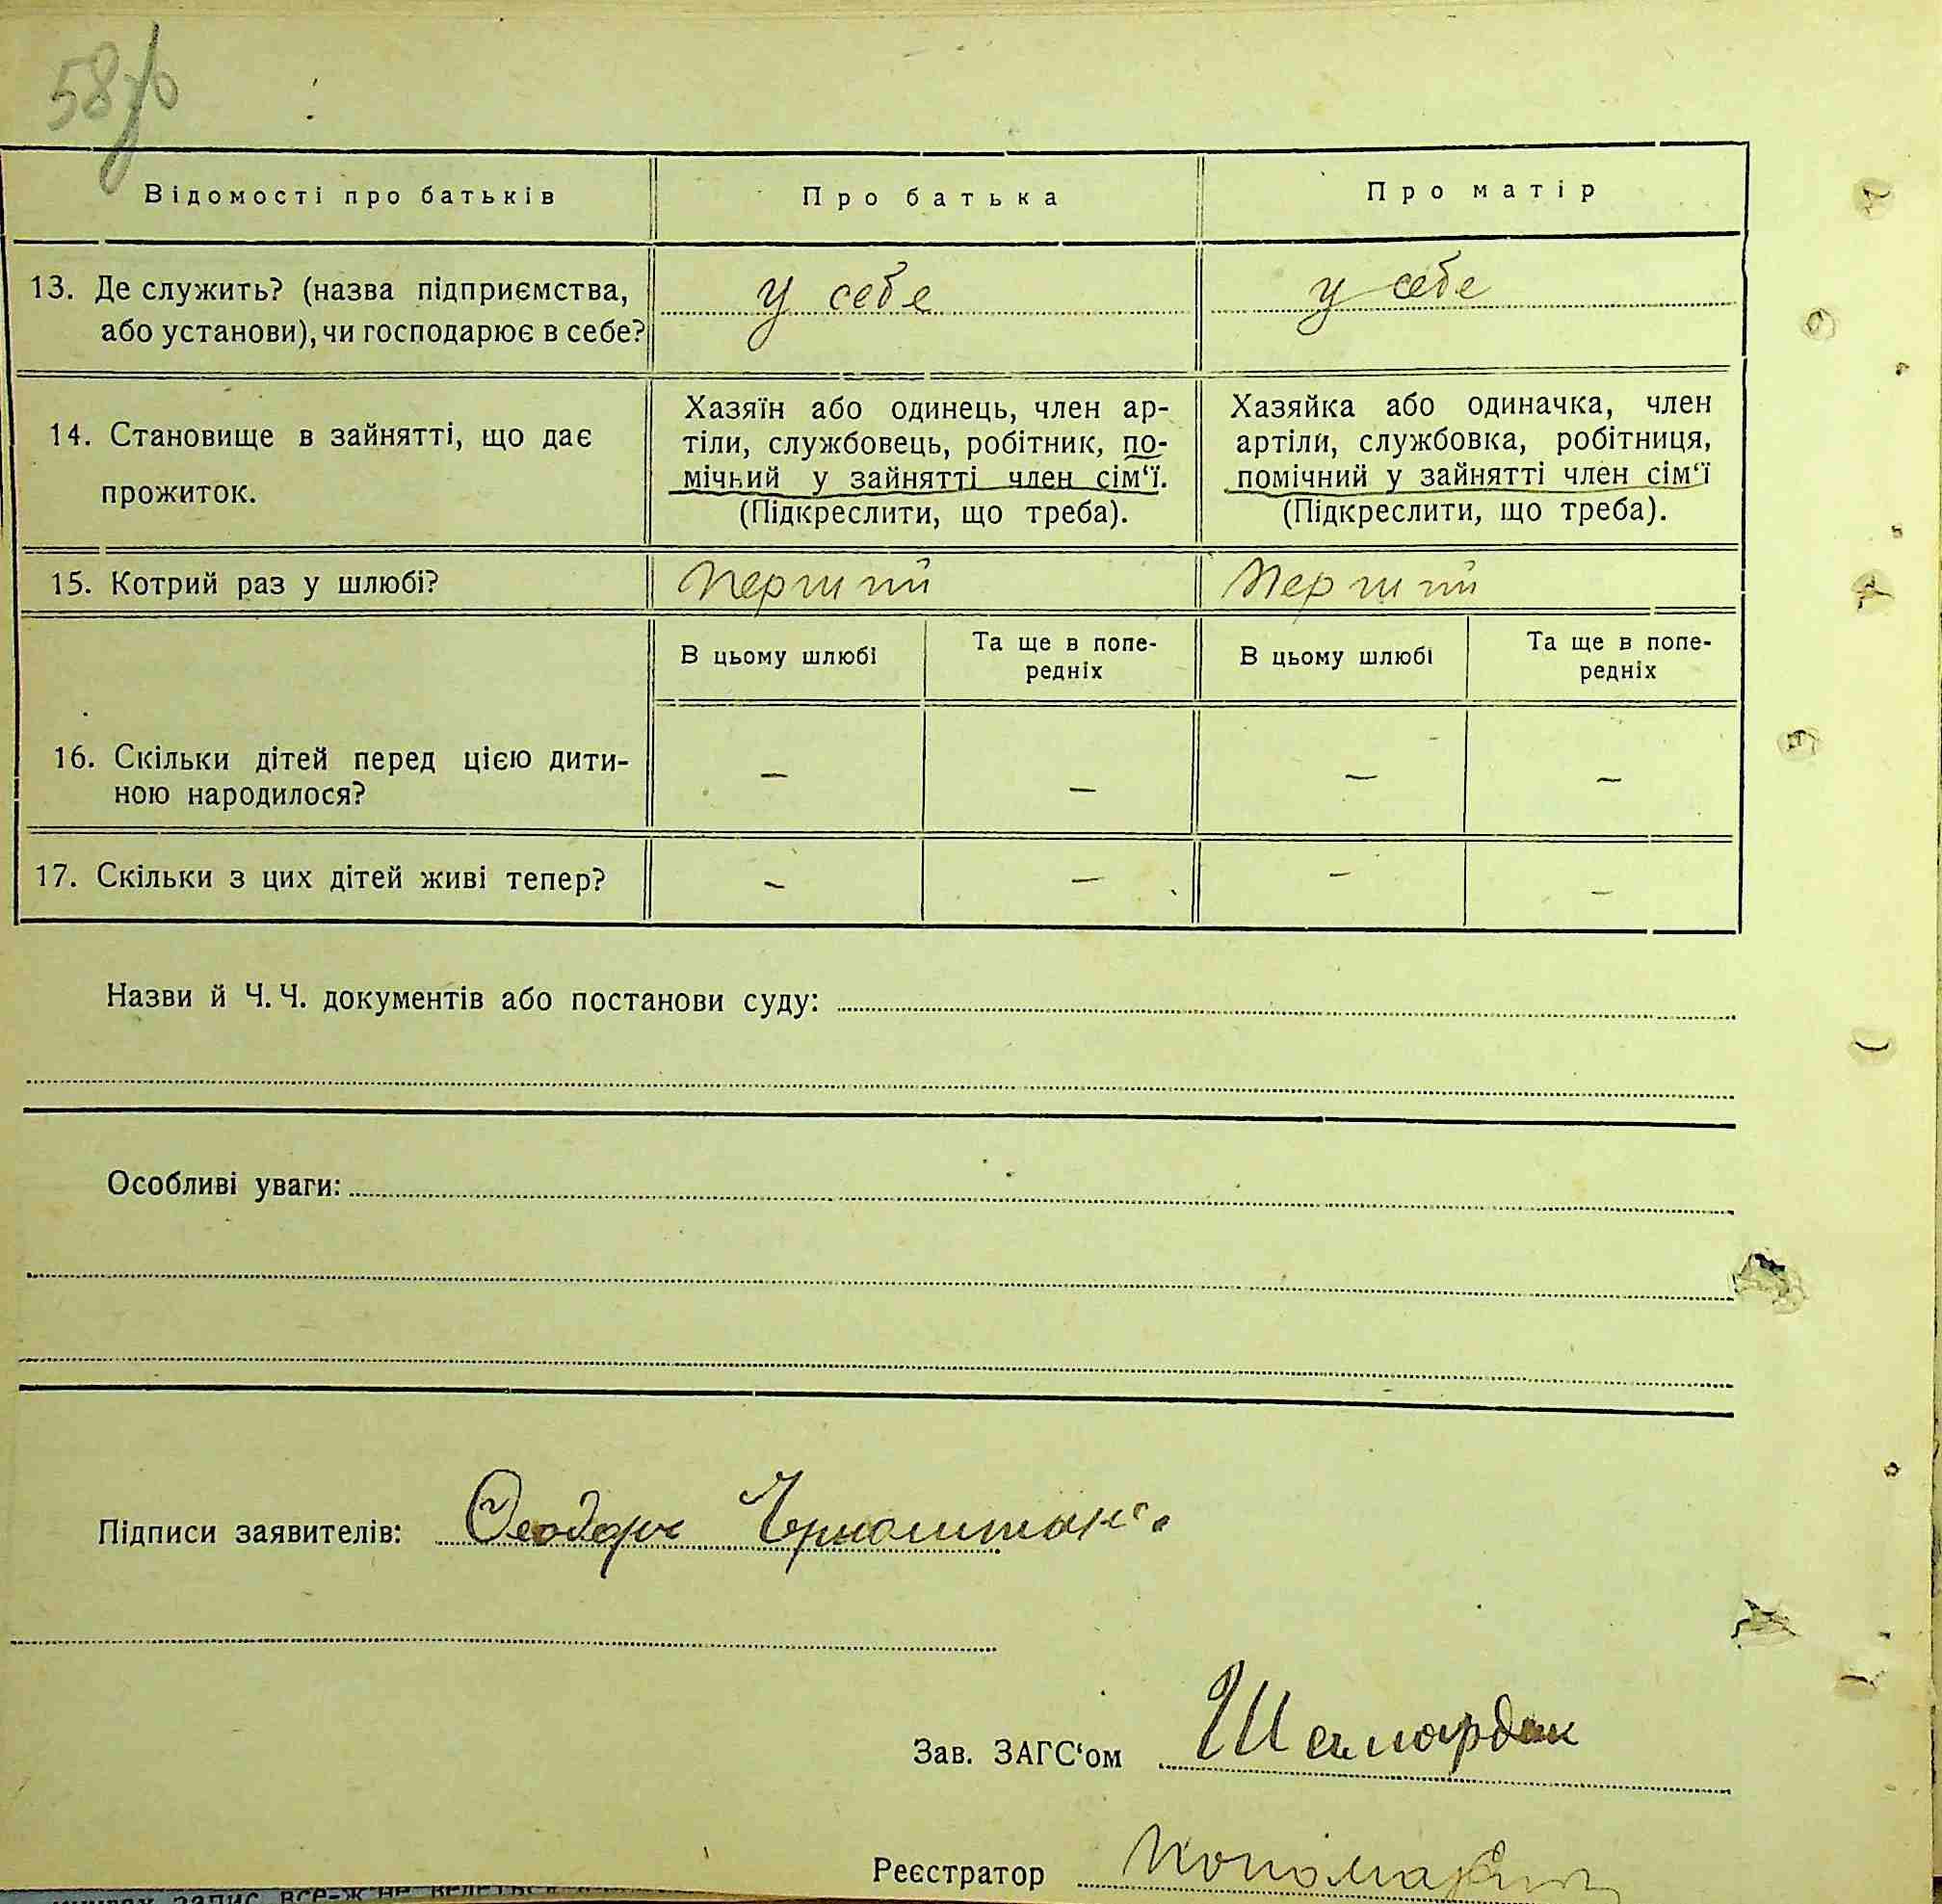 58
Відомості про батьків
Про батька
Про матір
13. Де служить? (назва підприємства,
або установи), чи господарює в себе?
у себе
у себе
14. Становище в зайнятті, що дає
прожиток.
Хазяїн або одинець, член ар-
тіли, службовець, робітник, по-
мічний у зайнятті член сім‘ї.
(Підкреслити, що треба).
Хазяйка або одиначка, член
артіли, службовка, робітниця,
помічний у зайнятті член сім‘ї
(Підкреслити, що треба).
15. Котрий раз у шлюбі?
Перший
Перший
В цьому шлюбі
Та ще в попе-
редніх
В цьому шлюбі
Та ще в попе-
редніх
16. Скільки дітей перед цією дити-
ною народилося?
–
–
–
–
17. Скільки з цих дітей живі тепер?
–
–
–
–
Назви й Ч. Ч. документів або постанови суду:
Особливі уваги:
Підписи заявителів:
Зав. ЗАГС‘ом Шамардак
Реєстратор
запис все-ж не ведеться